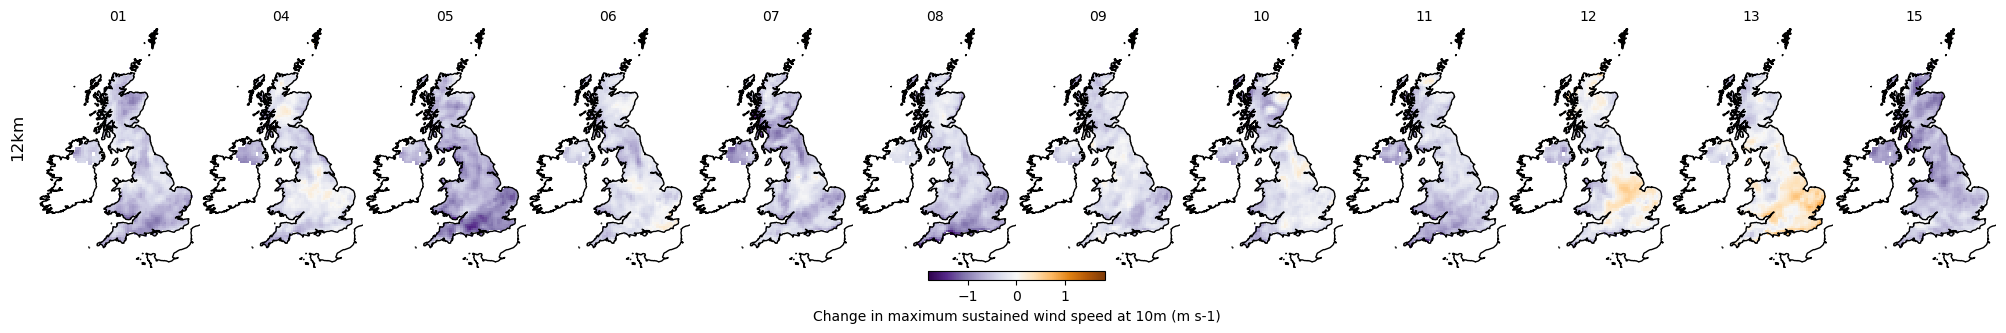 01 04 05 06 07 08 09 10 11 12 13 15
12km
−1 0 1
Change in maximum sustained wind speed at 10m (m s-1)